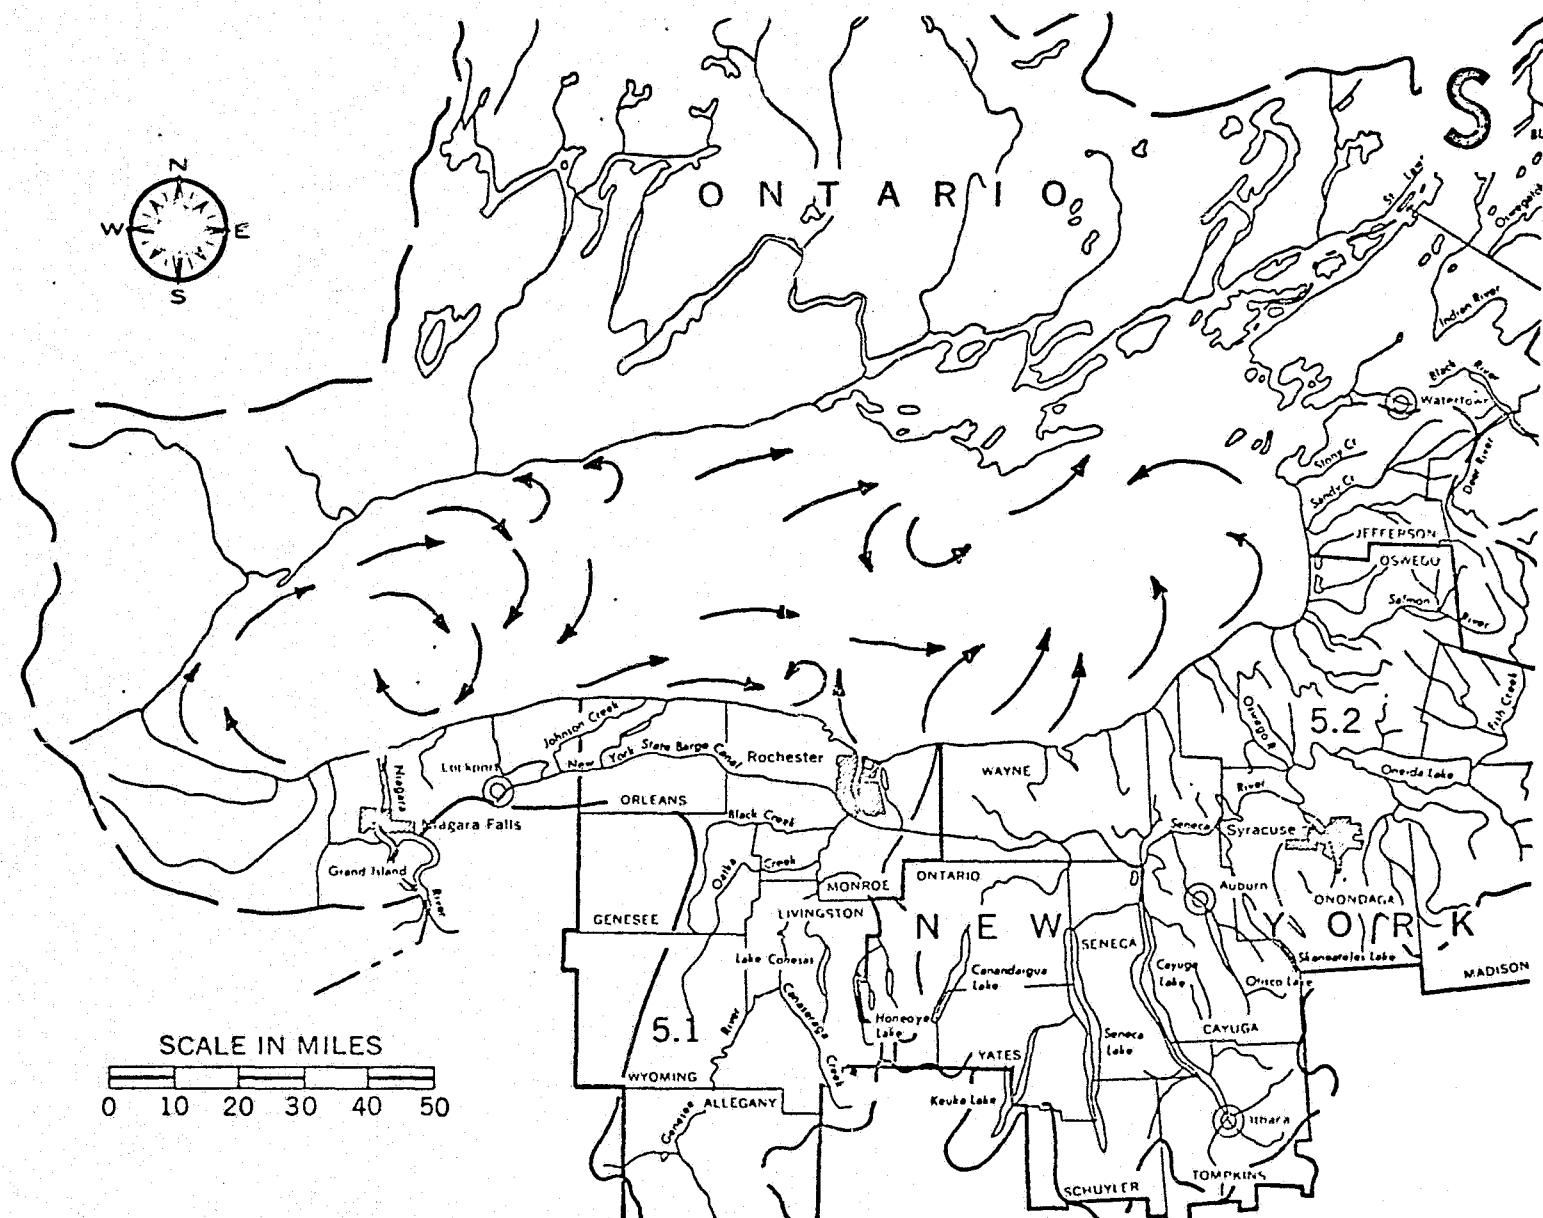 S
N
W E
S
ONTARIO
St. Law
Indian River
Black River
Watertown
Stony Cr
Sandy Cr
Deer River
JEFFERSON
OSWEGO
Salmon River
Fish Creek
5.2
Oswego R
Oneida Lake
Johnson Creek
New York State Barge Canal
Rochester
WAYNE
Lockport
Niagara
ORLEANS
River
Niagara Falls
Black Creek
Seneca
Syracuse
Grand Island
River
Oatka Creek
MONROE
ONTARIO
Auburn
ONONDAGA
GENESEE
LIVINGSTON
NEW YORK
SENECA
Lake Conesus
Canandaigua
Lake
Cayuga
Lake
Skaneateles Lake
Otisco Lake
MADISON
Canaseraga Creek
River
Honeoye
Lake
5.1
Seneca
Lake
CAYUGA
SCALE IN MILES
0 10 20 30 40 50
YATES
WYOMING
ALLEGANY
Keuka Lake
Genesee
Ithaca
SCHUYLER
TOMPKINS